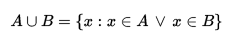 A ∪ B = {x : x ∈ A ∨ x ∈ B}